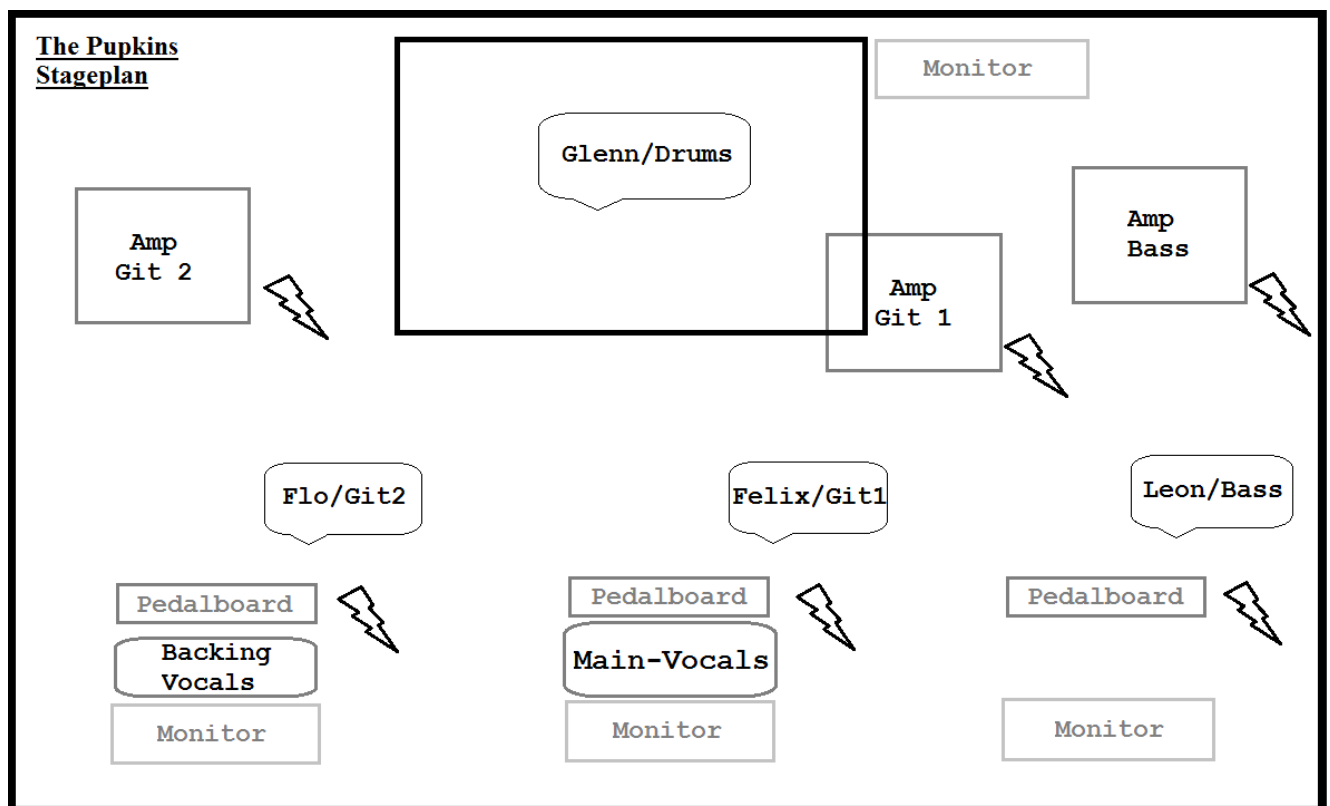 The Pupkins
Stageplan
Monitor
Glenn/Drums
Amp
Git 2
Amp
Bass
Amp
Git 1
Flo/Git2
Felix/Git1
Leon/Bass
Pedalboard
Pedalboard
Pedalboard
Backing
Vocals
Main-Vocals
Monitor
Monitor
Monitor